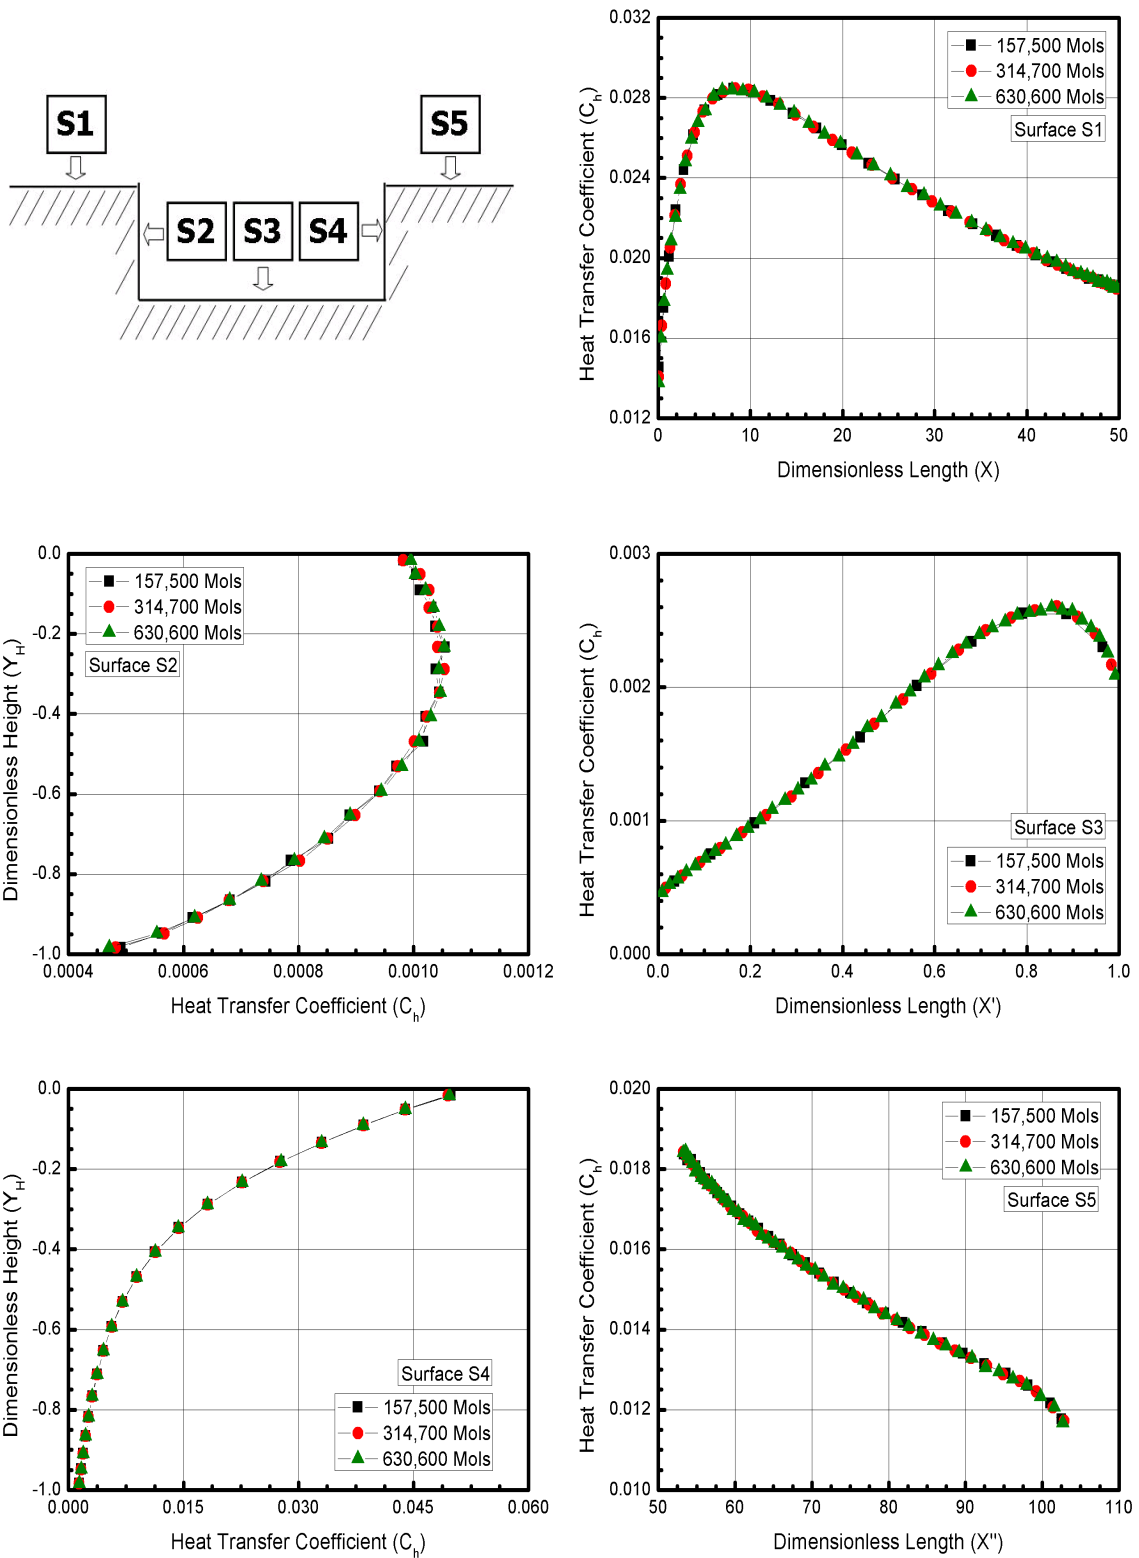 S1
S5
S2 S3 S4
0.032
0.028
0.024
0.020
0.016
0.012
Heat Transfer Coefficient (Ch)
157,500 Mols
314,700 Mols
630,600 Mols
Surface S1
0 10 20 30 40 50
Dimensionless Length (X)
0.0
-0.2
-0.4
-0.6
-0.8
-1.0
Dimensionless Height (YH)
157,500 Mols
314,700 Mols
630,600 Mols
Surface S2
0.0004 0.0006 0.0008 0.0010 0.0012
Heat Transfer Coefficient (Ch)
0.003
0.002
0.001
0.000
Heat Transfer Coefficient (Ch)
Surface S3
157,500 Mols
314,700 Mols
630,600 Mols
0.0 0.2 0.4 0.6 0.8 1.0
Dimensionless Length (X')
0.0
-0.2
-0.4
-0.6
-0.8
-1.0
Dimensionless Height (YH)
Surface S4
157,500 Mols
314,700 Mols
630,600 Mols
0.000 0.015 0.030 0.045 0.060
Heat Transfer Coefficient (Ch)
0.020
0.018
0.016
0.014
0.012
0.010
Heat Transfer Coefficient (Ch)
157,500 Mols
314,700 Mols
630,600 Mols
Surface S5
50 60 70 80 90 100 110
Dimensionless Length (X'')